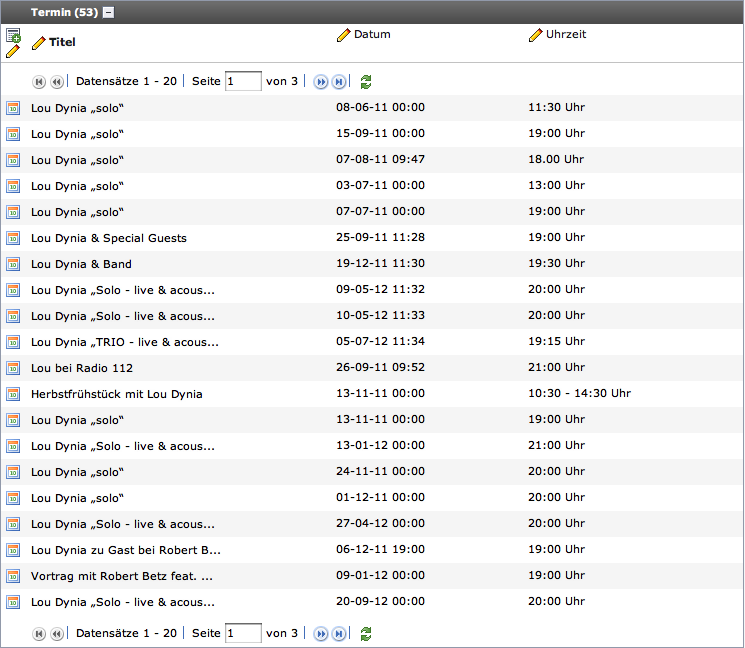 Termin (53)
Titel Datum Uhrzeit
Datensätze 1 - 20 Seite 1 von 3
Lou Dynia „solo“ 08-06-11 00:00 11:30 Uhr
Lou Dynia „solo“ 15-09-11 00:00 19:00 Uhr
Lou Dynia „solo“ 07-08-11 09:47 18.00 Uhr
Lou Dynia „solo“ 03-07-11 00:00 13:00 Uhr
Lou Dynia „solo“ 07-07-11 00:00 19:00 Uhr
Lou Dynia & Special Guests 25-09-11 11:28 19:00 Uhr
Lou Dynia & Band 19-12-11 11:30 19:30 Uhr
Lou Dynia „Solo - live & acous... 09-05-12 11:32 20:00 Uhr
Lou Dynia „Solo - live & acous... 10-05-12 11:33 20:00 Uhr
Lou Dynia „TRIO - live & acous... 05-07-12 11:34 19:15 Uhr
Lou bei Radio 112 26-09-11 09:52 21:00 Uhr
Herbstfrühstück mit Lou Dynia 13-11-11 00:00 10:30 - 14:30 Uhr
Lou Dynia „solo“ 13-11-11 00:00 19:00 Uhr
Lou Dynia „Solo - live & acous... 13-01-12 00:00 21:00 Uhr
Lou Dynia „solo“ 24-11-11 00:00 20:00 Uhr
Lou Dynia „solo“ 01-12-11 00:00 20:00 Uhr
Lou Dynia „Solo - live & acous... 27-04-12 00:00 20:00 Uhr
Lou Dynia zu Gast bei Robert B... 06-12-11 19:00 19:00 Uhr
Vortrag mit Robert Betz feat. ... 09-01-12 00:00 19:00 Uhr
Lou Dynia „Solo - live & acous... 20-09-12 00:00 20:00 Uhr
Datensätze 1 - 20 Seite 1 von 3